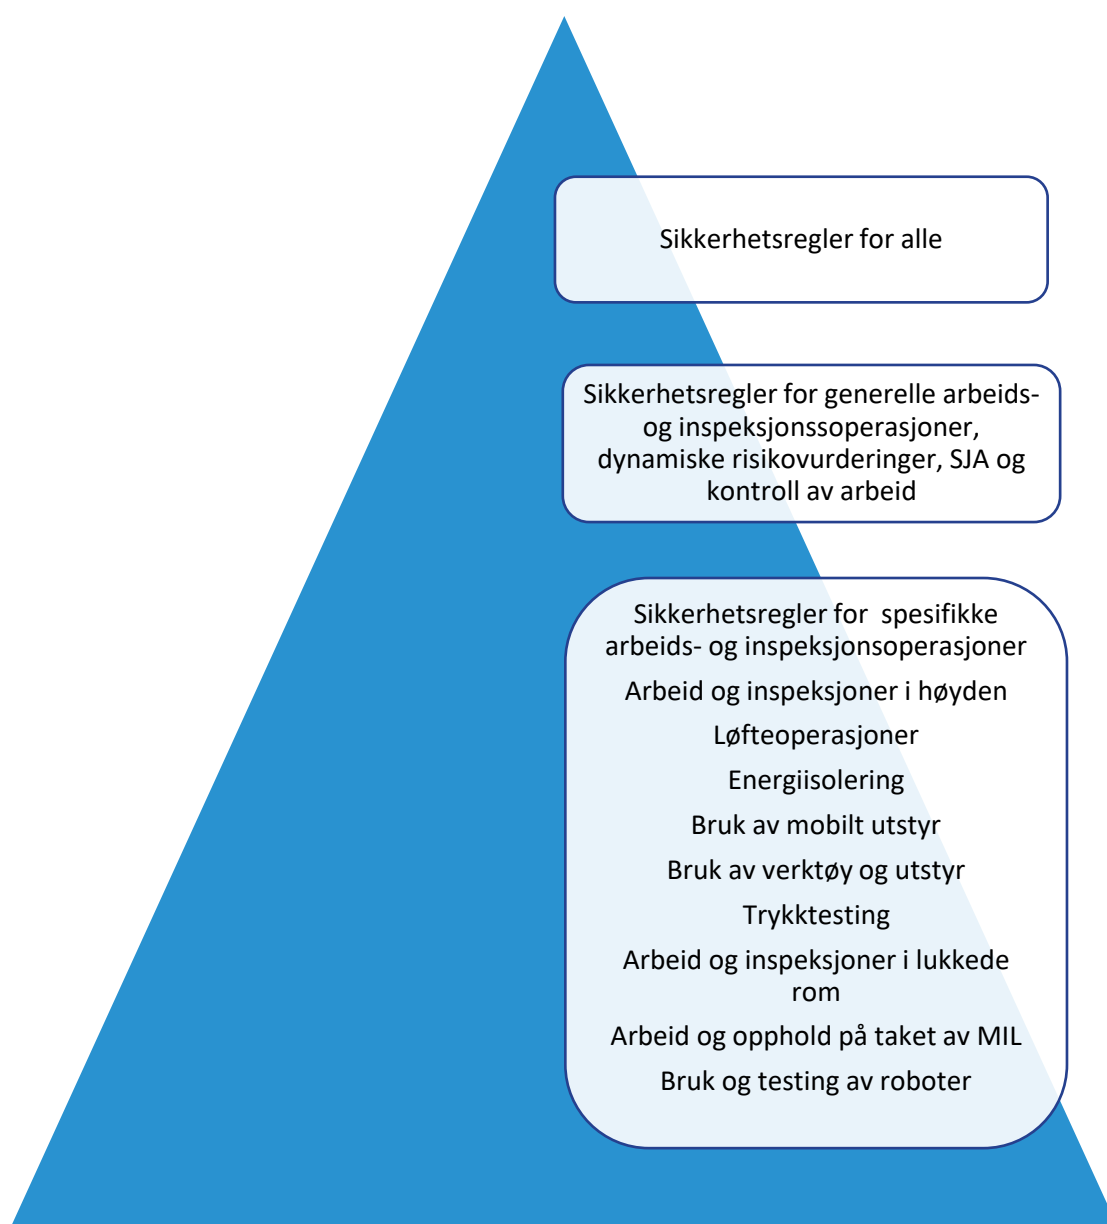 Sikkerhetsregler for alle
Sikkerhetsregler for generelle arbeids-
og inspeksjonssoperasjoner,
dynamiske risikovurderinger, SJA og
kontroll av arbeid
Sikkerhetsregler for  spesifikke
arbeids- og inspeksjonsoperasjoner
Arbeid og inspeksjoner i høyden
Løfteoperasjoner
Energiisolering
Bruk av mobilt utstyr
Bruk av verktøy og utstyr
Trykktesting
Arbeid og inspeksjoner i lukkede
rom
Arbeid og opphold på taket av MIL
Bruk og testing av roboter